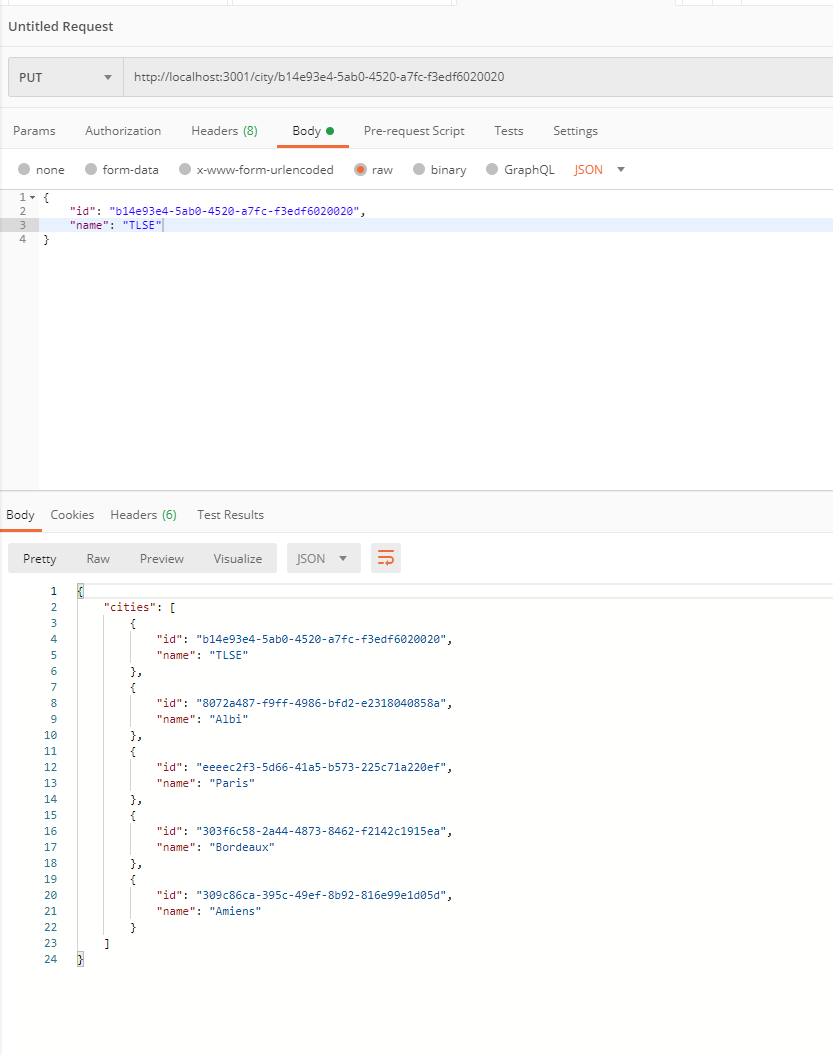 Untitled Request
PUT http://localhost:3001/city/b14e93e4-5ab0-4520-a7fc-f3edf6020020
Params Authorization Headers (8) Body Pre-request Script Tests Settings
none form-data x-www-form-urlencoded raw binary GraphQL JSON
1 {
2 "id": "b14e93e4-5ab0-4520-a7fc-f3edf6020020",
3 "name": "TLSE"
4 }
Body Cookies Headers (6) Test Results
Pretty Raw Preview Visualize JSON
1 {
2 "cities": [
3 {
4 "id": "b14e93e4-5ab0-4520-a7fc-f3edf6020020",
5 "name": "TLSE"
6 },
7 {
8 "id": "8072a487-f9ff-4986-bfd2-e2318040858a",
9 "name": "Albi"
10 },
11 {
12 "id": "eeeec2f3-5d66-41a5-b573-225c71a220ef",
13 "name": "Paris"
14 },
15 {
16 "id": "303f6c58-2a44-4873-8462-f2142c1915ea",
17 "name": "Bordeaux"
18 },
19 {
20 "id": "309c86ca-395c-49ef-8b92-816e99e1d05d",
21 "name": "Amiens"
22 }
23 ]
24 }